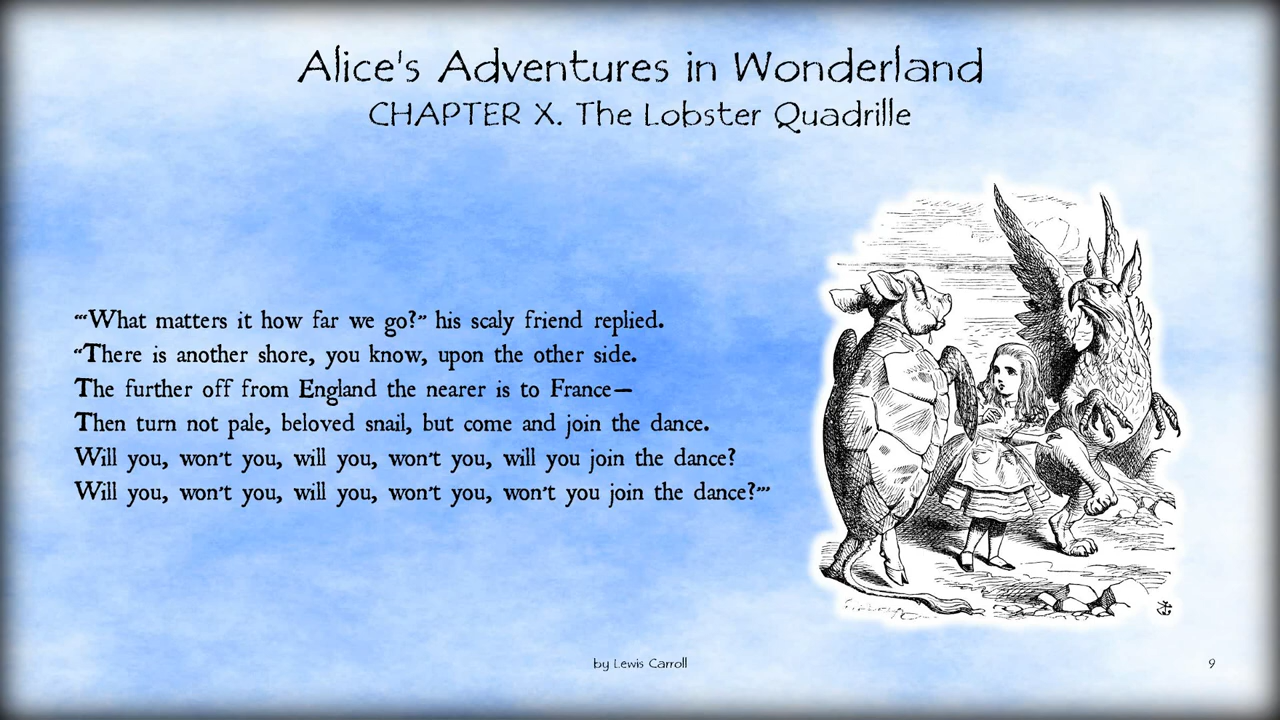 Alice's Adventures in Wonderland
CHAPTER X. The Lobster Quadrille
“‘What matters it how far we go?” his scaly friend replied.
“There is another shore, you know, upon the other side.
The further off from England the nearer is to France—
Then turn not pale, beloved snail, but come and join the dance.
Will you, won’t you, will you, won’t you, will you join the dance?
Will you, won’t you, will you, won’t you, won’t you join the dance?”’
by Lewis Carroll
9